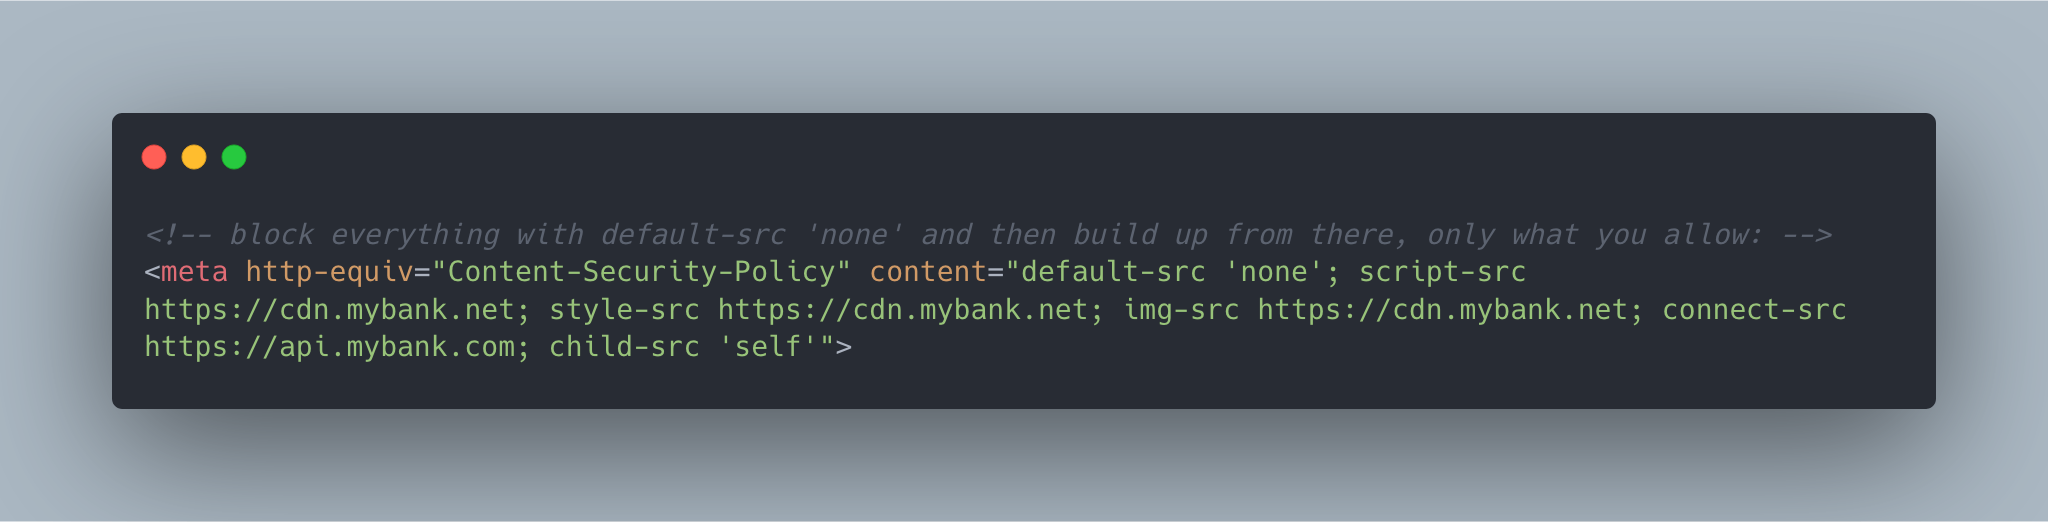 <!-- block everything with default-src 'none' and then build up from there, only what you allow: -->
<meta http-equiv="Content-Security-Policy" content="default-src 'none'; script-src
https://cdn.mybank.net; style-src https://cdn.mybank.net; img-src https://cdn.mybank.net; connect-src
https://api.mybank.com; child-src 'self'">